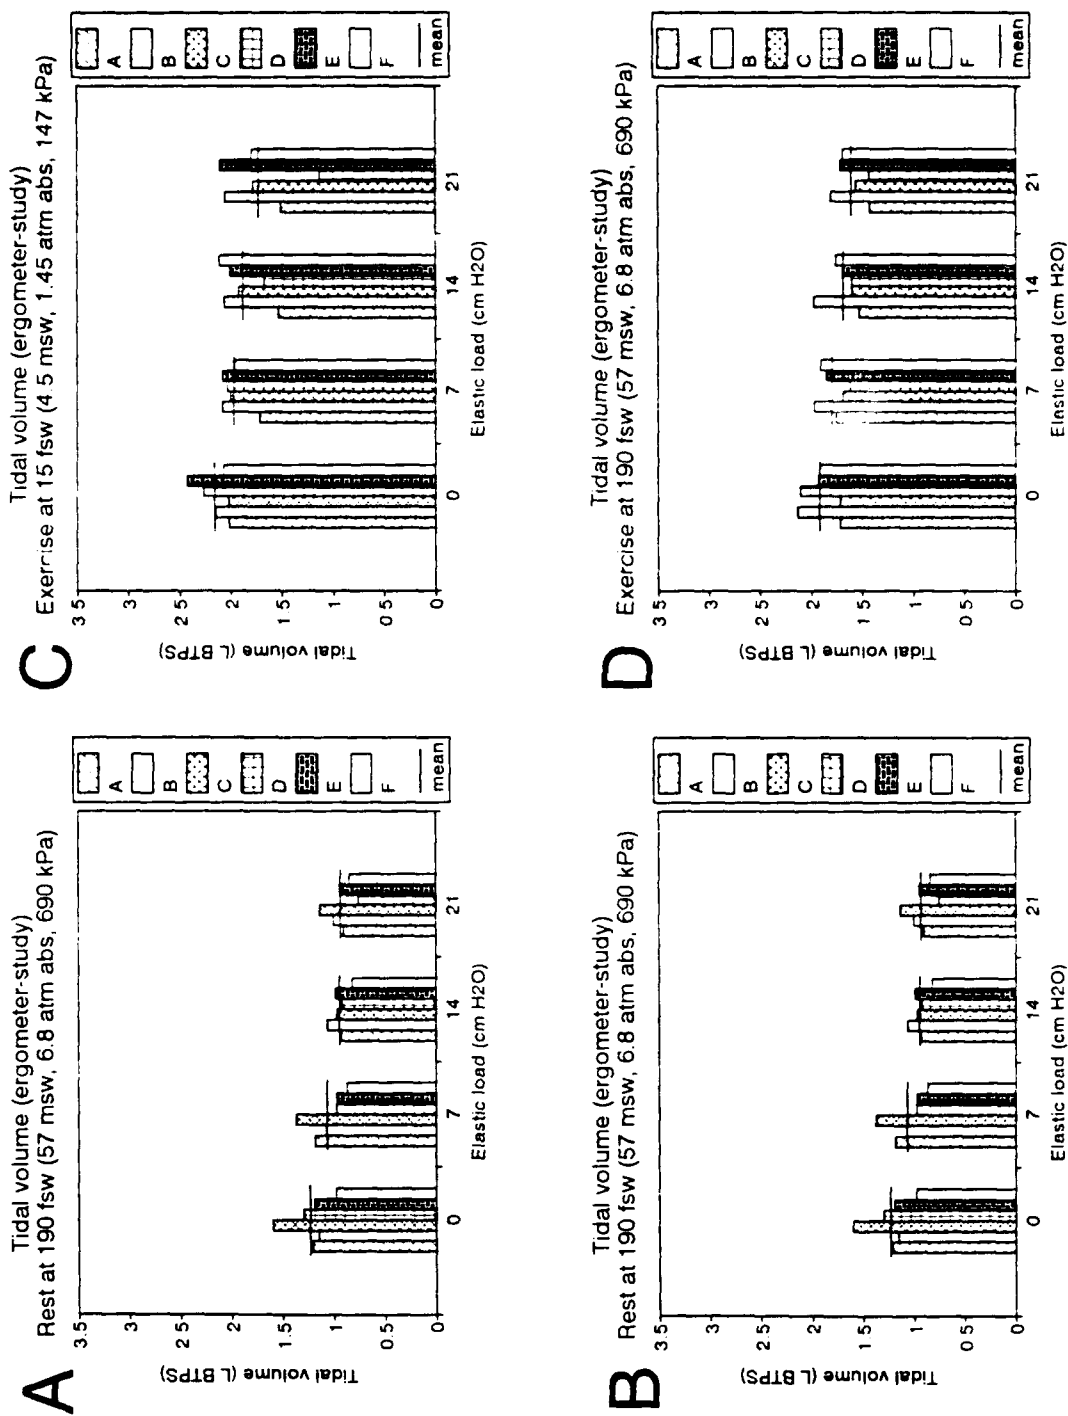 A
Tidal volume (ergometer-study)
Rest at 190 fsw (57 msw, 6.8 atm abs, 690 kPa)
Tidal volume (L BTPS)
3.5
3
2.5
2
1.5
1
0.5
0
0
7
14
21
Elastic load (cm H2O)
A
B
C
D
E
F
mean
B
Tidal volume (ergometer-study)
Rest at 190 fsw (57 msw, 6.8 atm abs, 690 kPa)
Tidal volume (L BTPS)
3.5
3
2.5
2
1.5
1
0.5
0
0
7
14
21
Elastic load (cm H2O)
A
B
C
D
E
F
mean
C
Tidal volume (ergometer-study)
Exercise at 15 fsw (4.5 msw, 1.45 atm abs, 147 kPa)
Tidal volume (L BTPS)
3.5
3
2.5
2
1.5
1
0.5
0
0
7
14
21
Elastic load (cm H2O)
A
B
C
D
E
F
mean
D
Tidal volume (ergometer-study)
Exercise at 190 fsw (57 msw, 6.8 atm abs, 690 kPa)
Tidal volume (L BTPS)
3.5
3
2.5
2
1.5
1
0.5
0
0
7
14
21
Elastic load (cm H2O)
A
B
C
D
E
F
mean